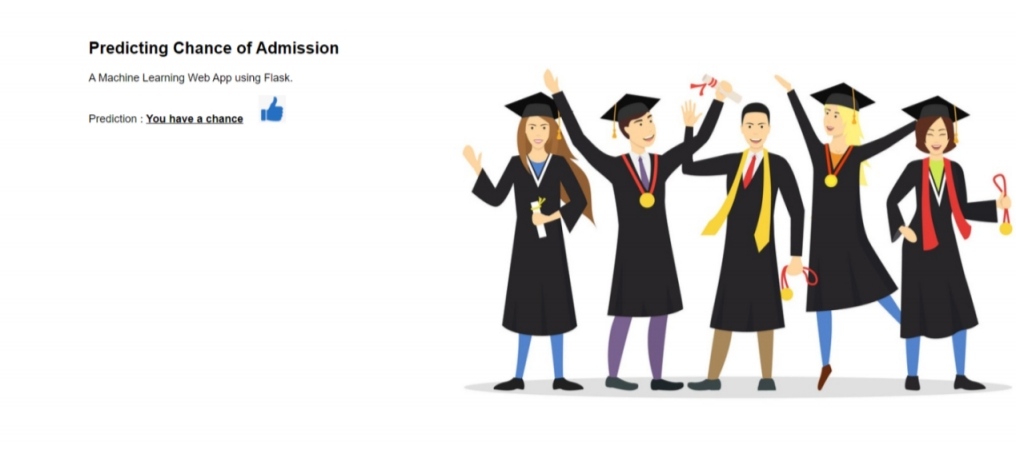 Predicting Chance of Admission
A Machine Learning Web App using Flask.
Prediction : You have a chance